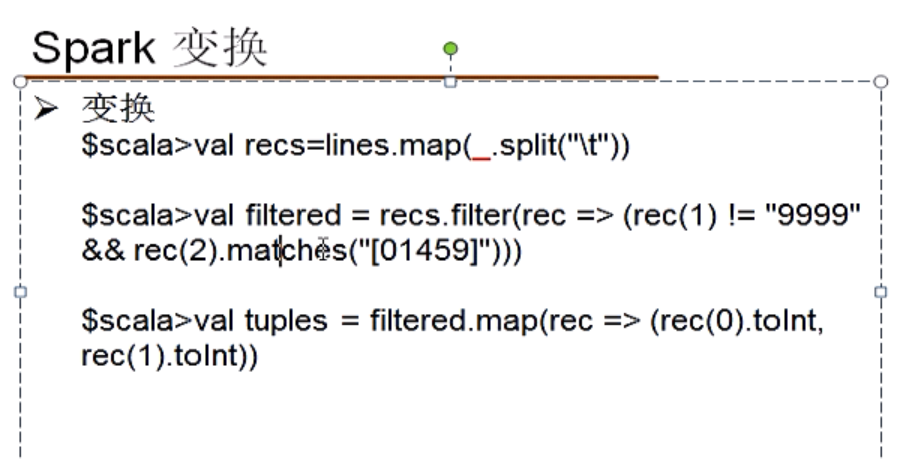 Spark 变换
变换
$scala>val recs=lines.map(_.split("\t"))
$scala>val filtered = recs.filter(rec => (rec(1) != "9999"
&& rec(2).matches("[01459]")))
$scala>val tuples = filtered.map(rec => (rec(0).toInt,
rec(1).toInt))